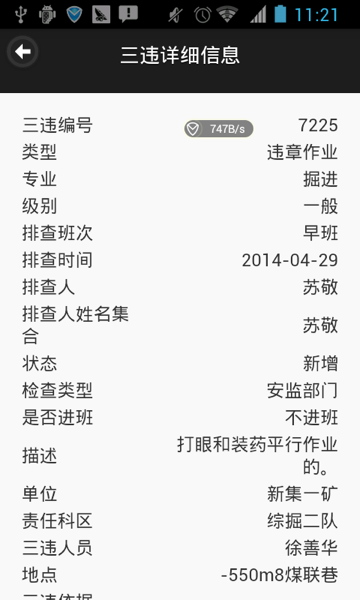 11:21
三违详细信息
三违编号 747B/s 7225
类型 违章作业
专业 掘进
级别 一般
排查班次 早班
排查时间 2014-04-29
排查人 苏敬
排查人姓名集
合 苏敬
状态 新增
检查类型 安监部门
是否进班 不进班
描述 打眼和装药平行作业
的。
单位 新集一矿
责任科区 综掘二队
三违人员 徐善华
地点 -550m8煤联巷
三违依据